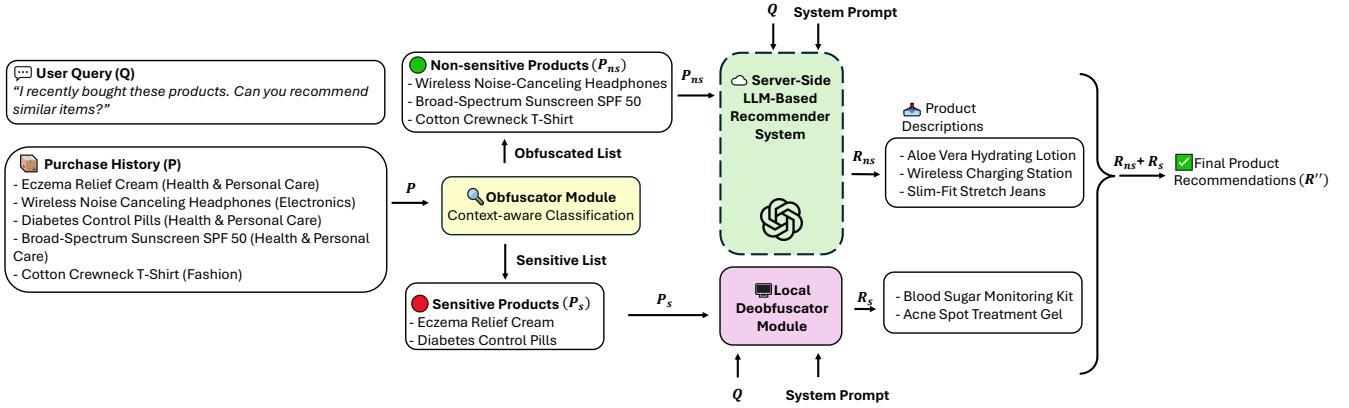 User Query (Q)
“I recently bought these products. Can you recommend
similar items?”
Purchase History (P)
- Eczema Relief Cream (Health & Personal Care)
- Wireless Noise Canceling Headphones (Electronics)
- Diabetes Control Pills (Health & Personal Care)
- Broad-Spectrum Sunscreen SPF 50 (Health & Personal
Care)
- Cotton Crewneck T-Shirt (Fashion)
P
Non-sensitive Products (P_ns)
- Wireless Noise-Canceling Headphones
- Broad-Spectrum Sunscreen SPF 50
- Cotton Crewneck T-Shirt
Obfuscated List
Obfuscator Module
Context-aware Classification
Sensitive List
Sensitive Products (P_s)
- Eczema Relief Cream
- Diabetes Control Pills
P_ns
P_s
Q
System Prompt
Server-Side
LLM-Based
Recommender
System
Local
Deobfuscator
Module
Q
System Prompt
R_ns
R_s
Product
Descriptions
- Aloe Vera Hydrating Lotion
- Wireless Charging Station
- Slim-Fit Stretch Jeans
- Blood Sugar Monitoring Kit
- Acne Spot Treatment Gel
R_ns + R_s
Final Product
Recommendations (R'')